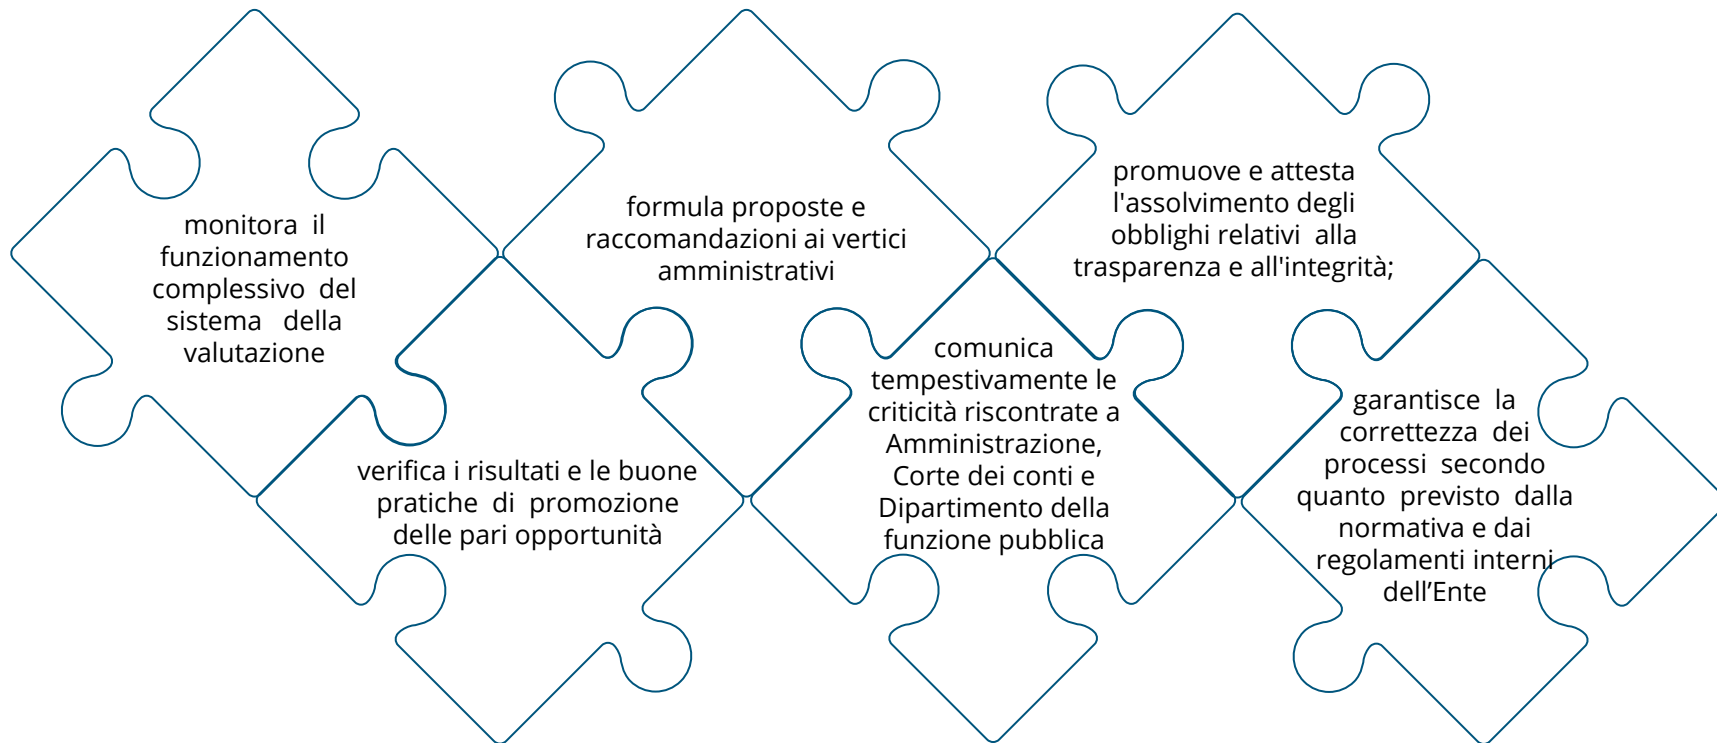 monitora il
funzionamento
complessivo del
sistema della
valutazione
verifica i risultati e le buone
pratiche di promozione
delle pari opportunità
formula proposte e
raccomandazioni ai vertici
amministrativi
comunica
tempestivamente le
criticità riscontrate a
Amministrazione,
Corte dei conti e
Dipartimento della
funzione pubblica
promuove e attesta
l'assolvimento degli
obblighi relativi alla
trasparenza e all'integrità;
garantisce la
correttezza dei
processi secondo
quanto previsto dalla
normativa e dai
regolamenti interni
dell’Ente